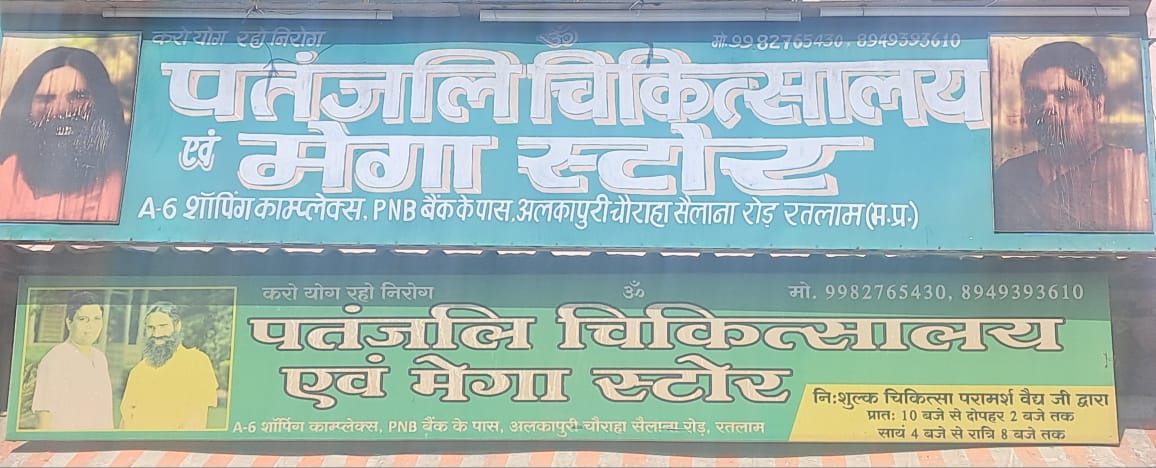 करो योग रहो निरोग ॐ मो. 9982765430, 8949393610
पतंजलि चिकित्सालय
एवं मेगा स्टोर
A-6 शॉपिंग काम्प्लेक्स, PNB बैंक के पास, अलकापुरी चौराहा सैलाना रोड़ रतलाम (म.प्र.)
करो योग रहो निरोग ॐ मो. 9982765430, 8949393610
पतंजलि चिकित्सालय
एवं मेगा स्टोर
A-6 शॉपिंग काम्प्लेक्स, PNB बैंक के पास, अलकापुरी चौराहा सैलाना रोड़, रतलाम
नि:शुल्क चिकित्सा परामर्श वैद्य जी द्वारा
प्रात: 10 बजे से दोपहर 2 बजे तक
सायं 4 बजे से रात्रि 8 बजे तक